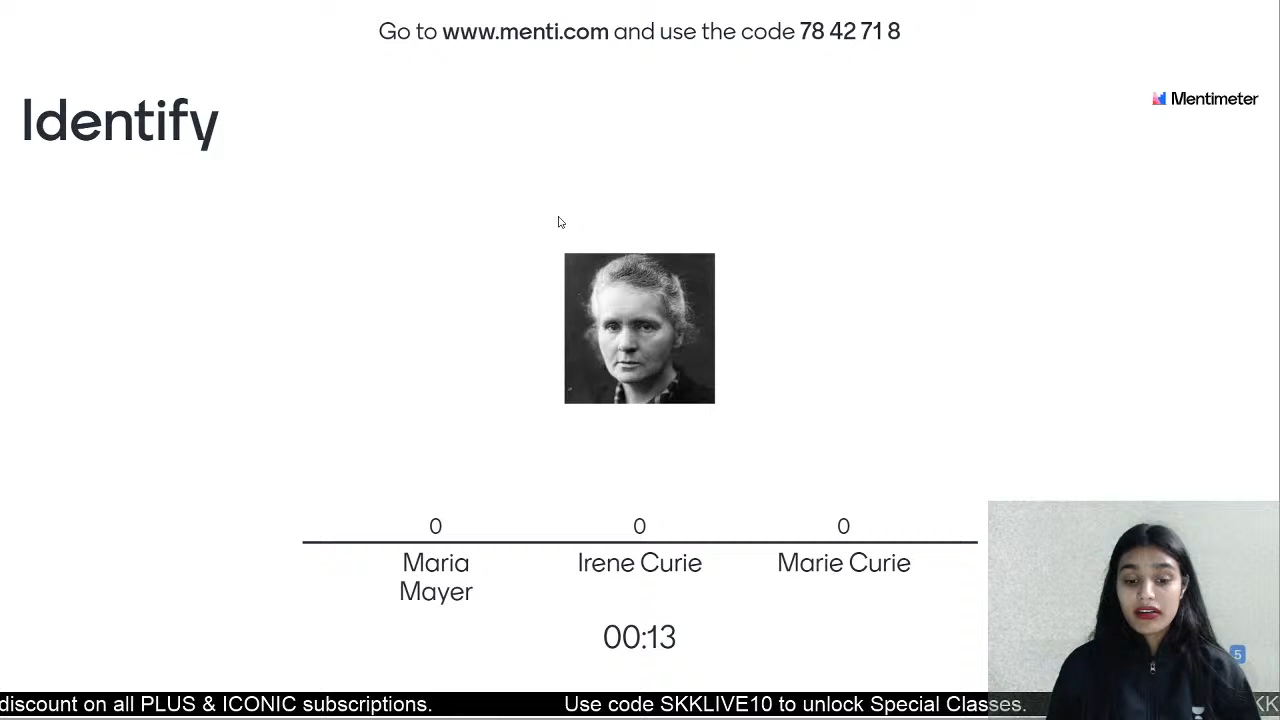 Go to www.menti.com and use the code 78 42 71 8
Identify
Mentimeter
0
0
0
Maria
Mayer
Irene Curie
Marie Curie
00:13
5
discount on all PLUS & ICONIC subscriptions.
Use code SKKLIVE10 to unlock Special Classes.
KK